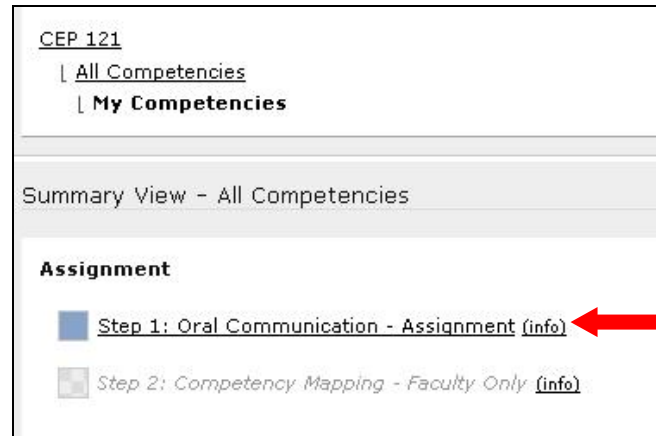 CEP 121
All Competencies
My Competencies
Summary View - All Competencies
Assignment
Step 1: Oral Communication - Assignment (info)
Step 2: Competency Mapping - Faculty Only (info)